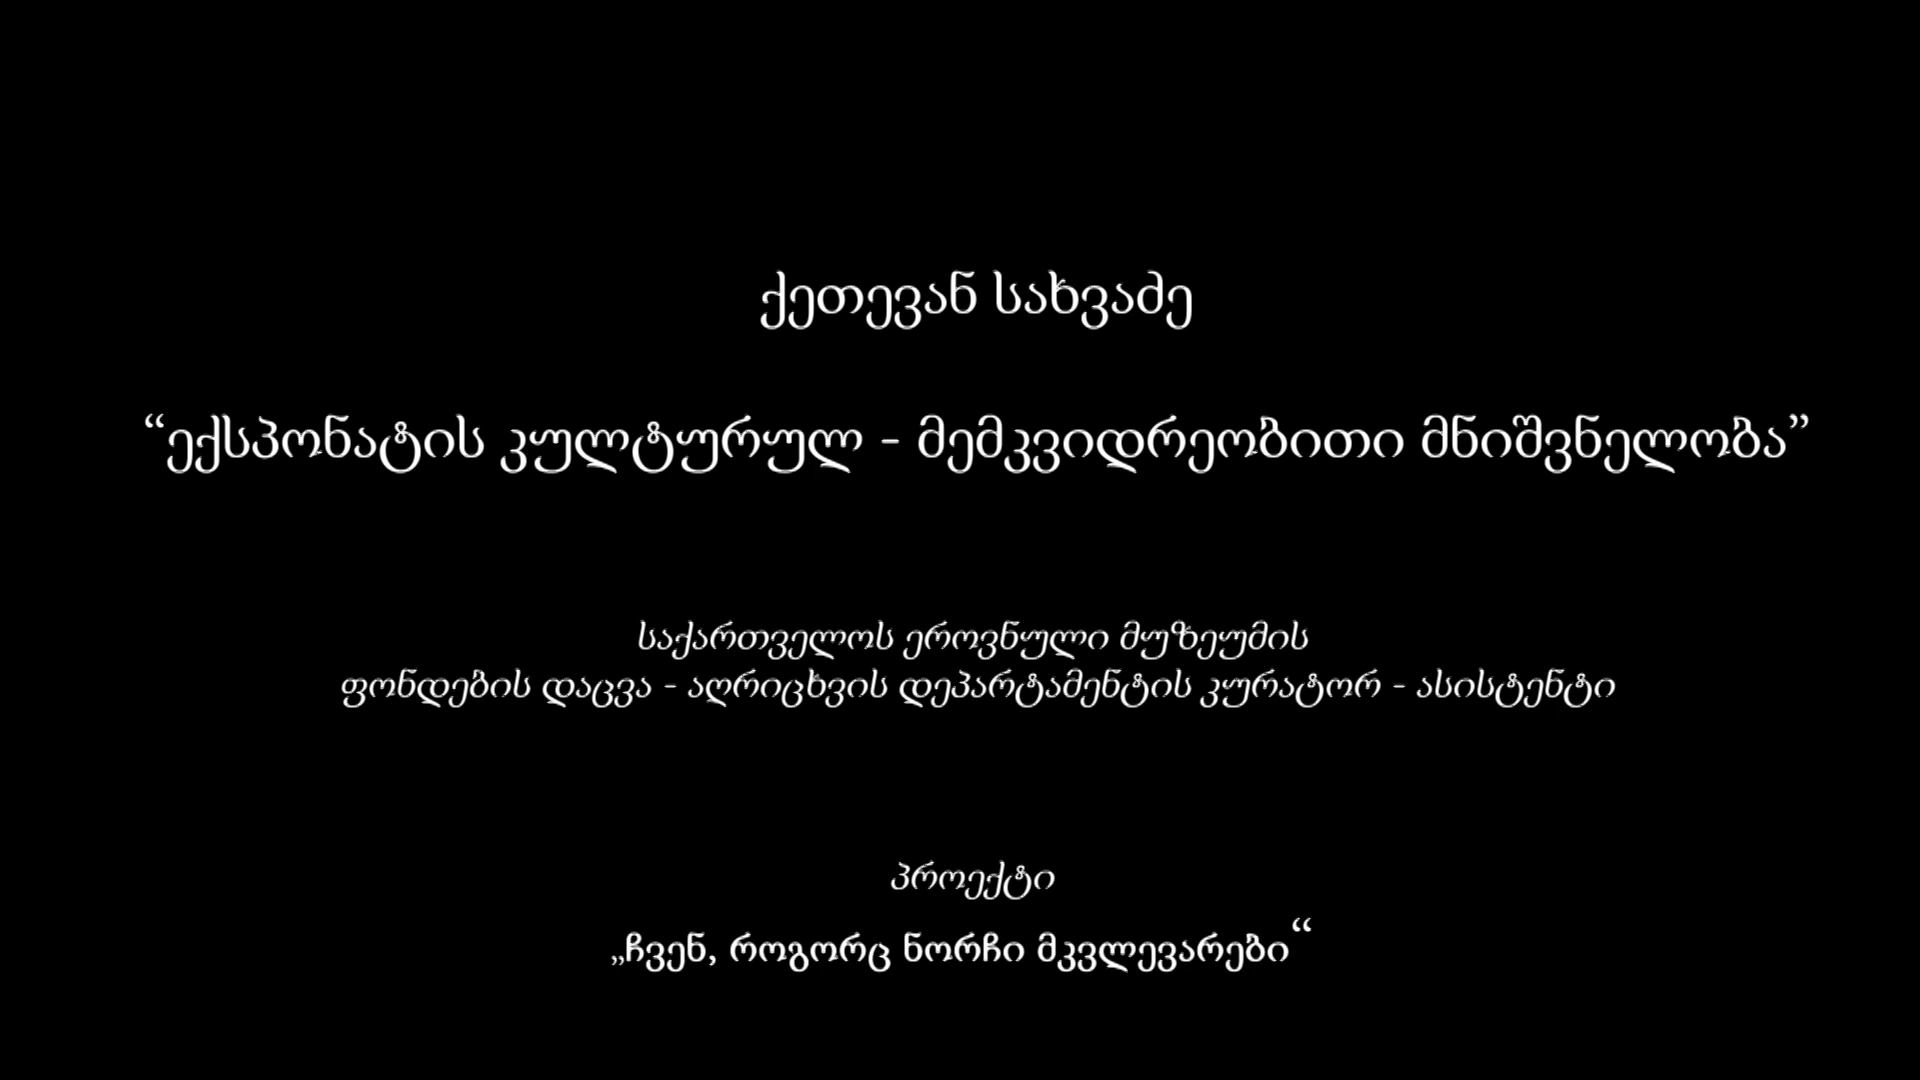 ქეთევან სახვაძე
“ექსპონატის კულტურულ - მემკვიდრეობითი მნიშვნელობა”
საქართველოს ეროვნული მუზეუმის
ფონდების დაცვა - აღრიცხვის დეპარტამენტის კურატორ - ასისტენტი
პროექტი
„ჩვენ, როგორც ნორჩი მკვლევარები“